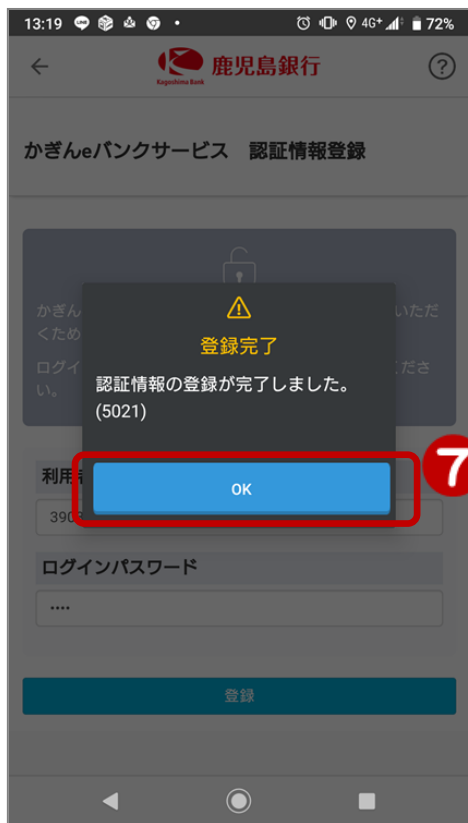 13:19
4G+
72%
Kagoshima Bank
鹿児島銀行
?
かぎんeバンクサービス 認証情報登録
かぎん
いただ
くため
ログイ
ださ
い。
登録完了
認証情報の登録が完了しました。
(5021)
OK
7
利用
390
ログインパスワード
....
登録